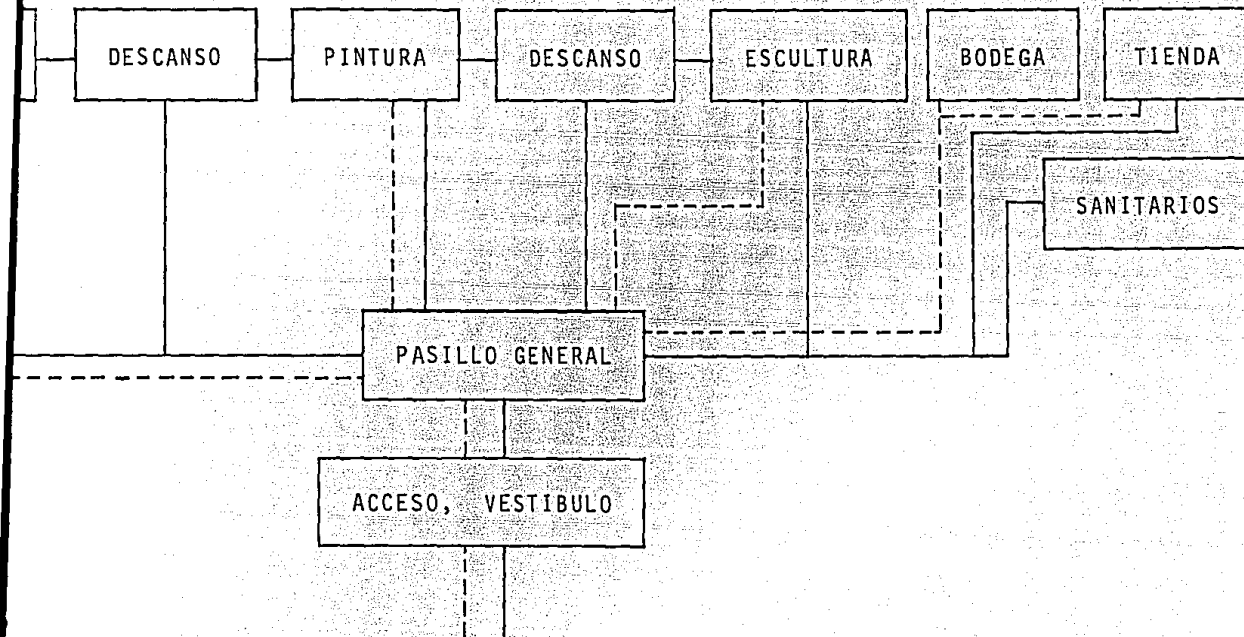 DESCANSO
PINTURA
DESCANSO
ESCULTURA
BODEGA
TIENDA
SANITARIOS
PASILLO GENERAL
ACCESO, VESTIBULO